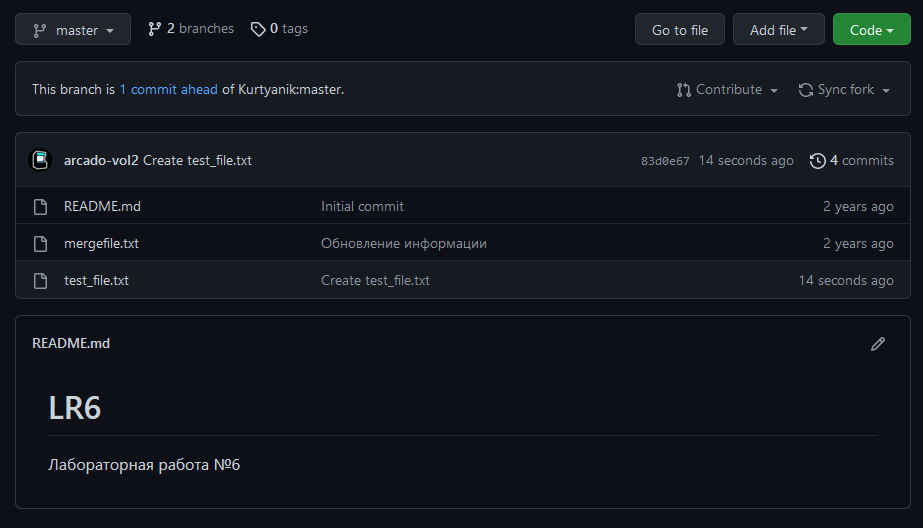 master 2 branches 0 tags Go to file Add file Code
This branch is 1 commit ahead of Kurtyanik:master. Contribute Sync fork
arcado-vol2 Create test_file.txt 83d0e67 14 seconds ago 4 commits
README.md Initial commit 2 years ago
mergefile.txt Обновление информации 2 years ago
test_file.txt Create test_file.txt 14 seconds ago
README.md
LR6
Лабораторная работа №6